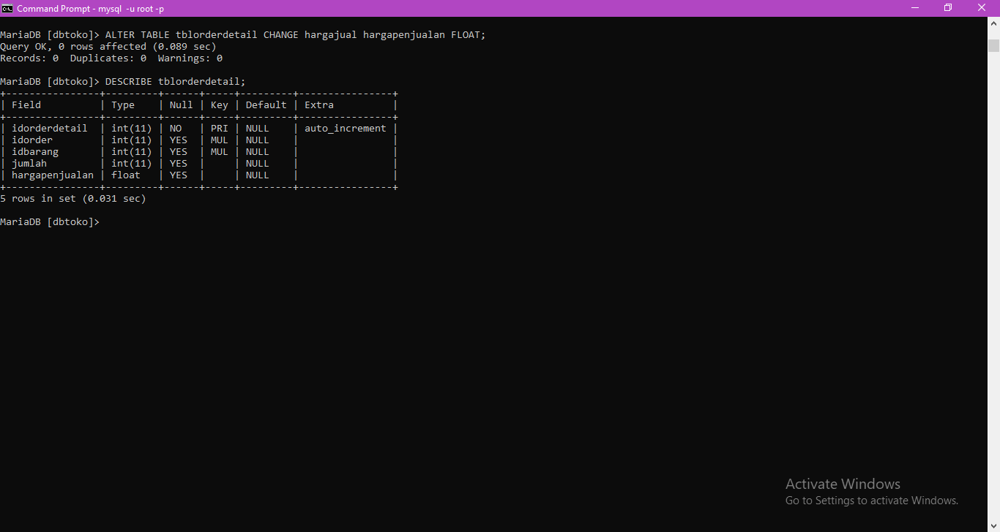 Command Prompt - mysql -u root -p
MariaDB [dbtoko]> ALTER TABLE tblorderdetail CHANGE hargajual hargapenjualan FLOAT;
Query OK, 0 rows affected (0.089 sec)
Records: 0  Duplicates: 0  Warnings: 0
MariaDB [dbtoko]> DESCRIBE tblorderdetail;
+----------------+---------+------+-----+---------+----------------+
| Field          | Type    | Null | Key | Default | Extra          |
+----------------+---------+------+-----+---------+----------------+
| idorderdetail  | int(11) | NO   | PRI | NULL    | auto_increment |
| idorder        | int(11) | YES  | MUL | NULL    |                |
| idbarang       | int(11) | YES  | MUL | NULL    |                |
| jumlah         | int(11) | YES  |     | NULL    |                |
| hargapenjualan | float   | YES  |     | NULL    |                |
+----------------+---------+------+-----+---------+----------------+
5 rows in set (0.031 sec)
MariaDB [dbtoko]>
Activate Windows
Go to Settings to activate Windows.